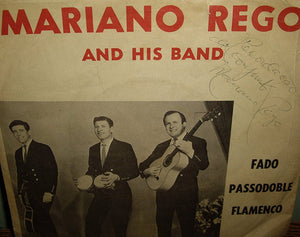 MARIANO REGO
AND HIS BAND
FADO
PASSODOBLE
FLAMENCO